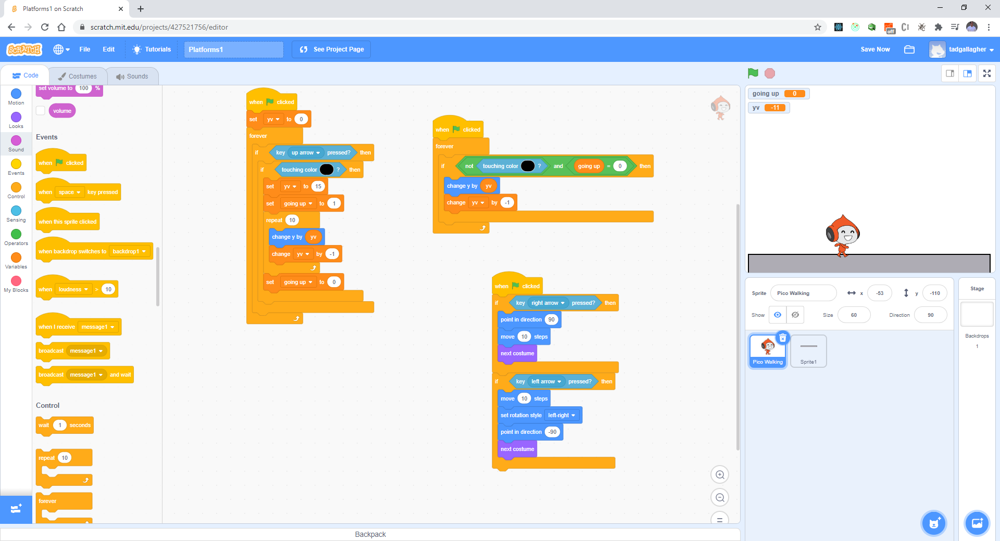 Platforms1 on Scratch
scratch.mit.edu/projects/427521756/editor
off
SCRATCH
File
Edit
Tutorials
Platforms1
See Project Page
Save Now
tadgallagher
Code
Costumes
Sounds
Motion
Looks
Sound
Events
Control
Sensing
Operators
Variables
My Blocks
set volume to 100 %
volume
Events
when clicked
when space key pressed
when this sprite clicked
when backdrop switches to backdrop1
when loudness > 10
when I receive message1
broadcast message1
broadcast message1 and wait
Control
wait 1 seconds
repeat 10
forever
when clicked
set yv to 0
forever
if key up arrow pressed? then
if touching color ? then
set yv to 15
set going up to 1
repeat 10
change y by yv
change yv by -1
set going up to 0
when clicked
forever
if not touching color ? and going up = 0 then
change y by yv
change yv by -1
when clicked
if key right arrow pressed? then
point in direction 90
move 10 steps
next costume
if key left arrow pressed? then
move 10 steps
set rotation style left-right
point in direction -90
next costume
Backpack
going up 0
yv -11
Sprite Pico Walking x -53 y -110
Show Size 60 Direction 90
Pico Walking
Sprite1
Stage
Backdrops
1